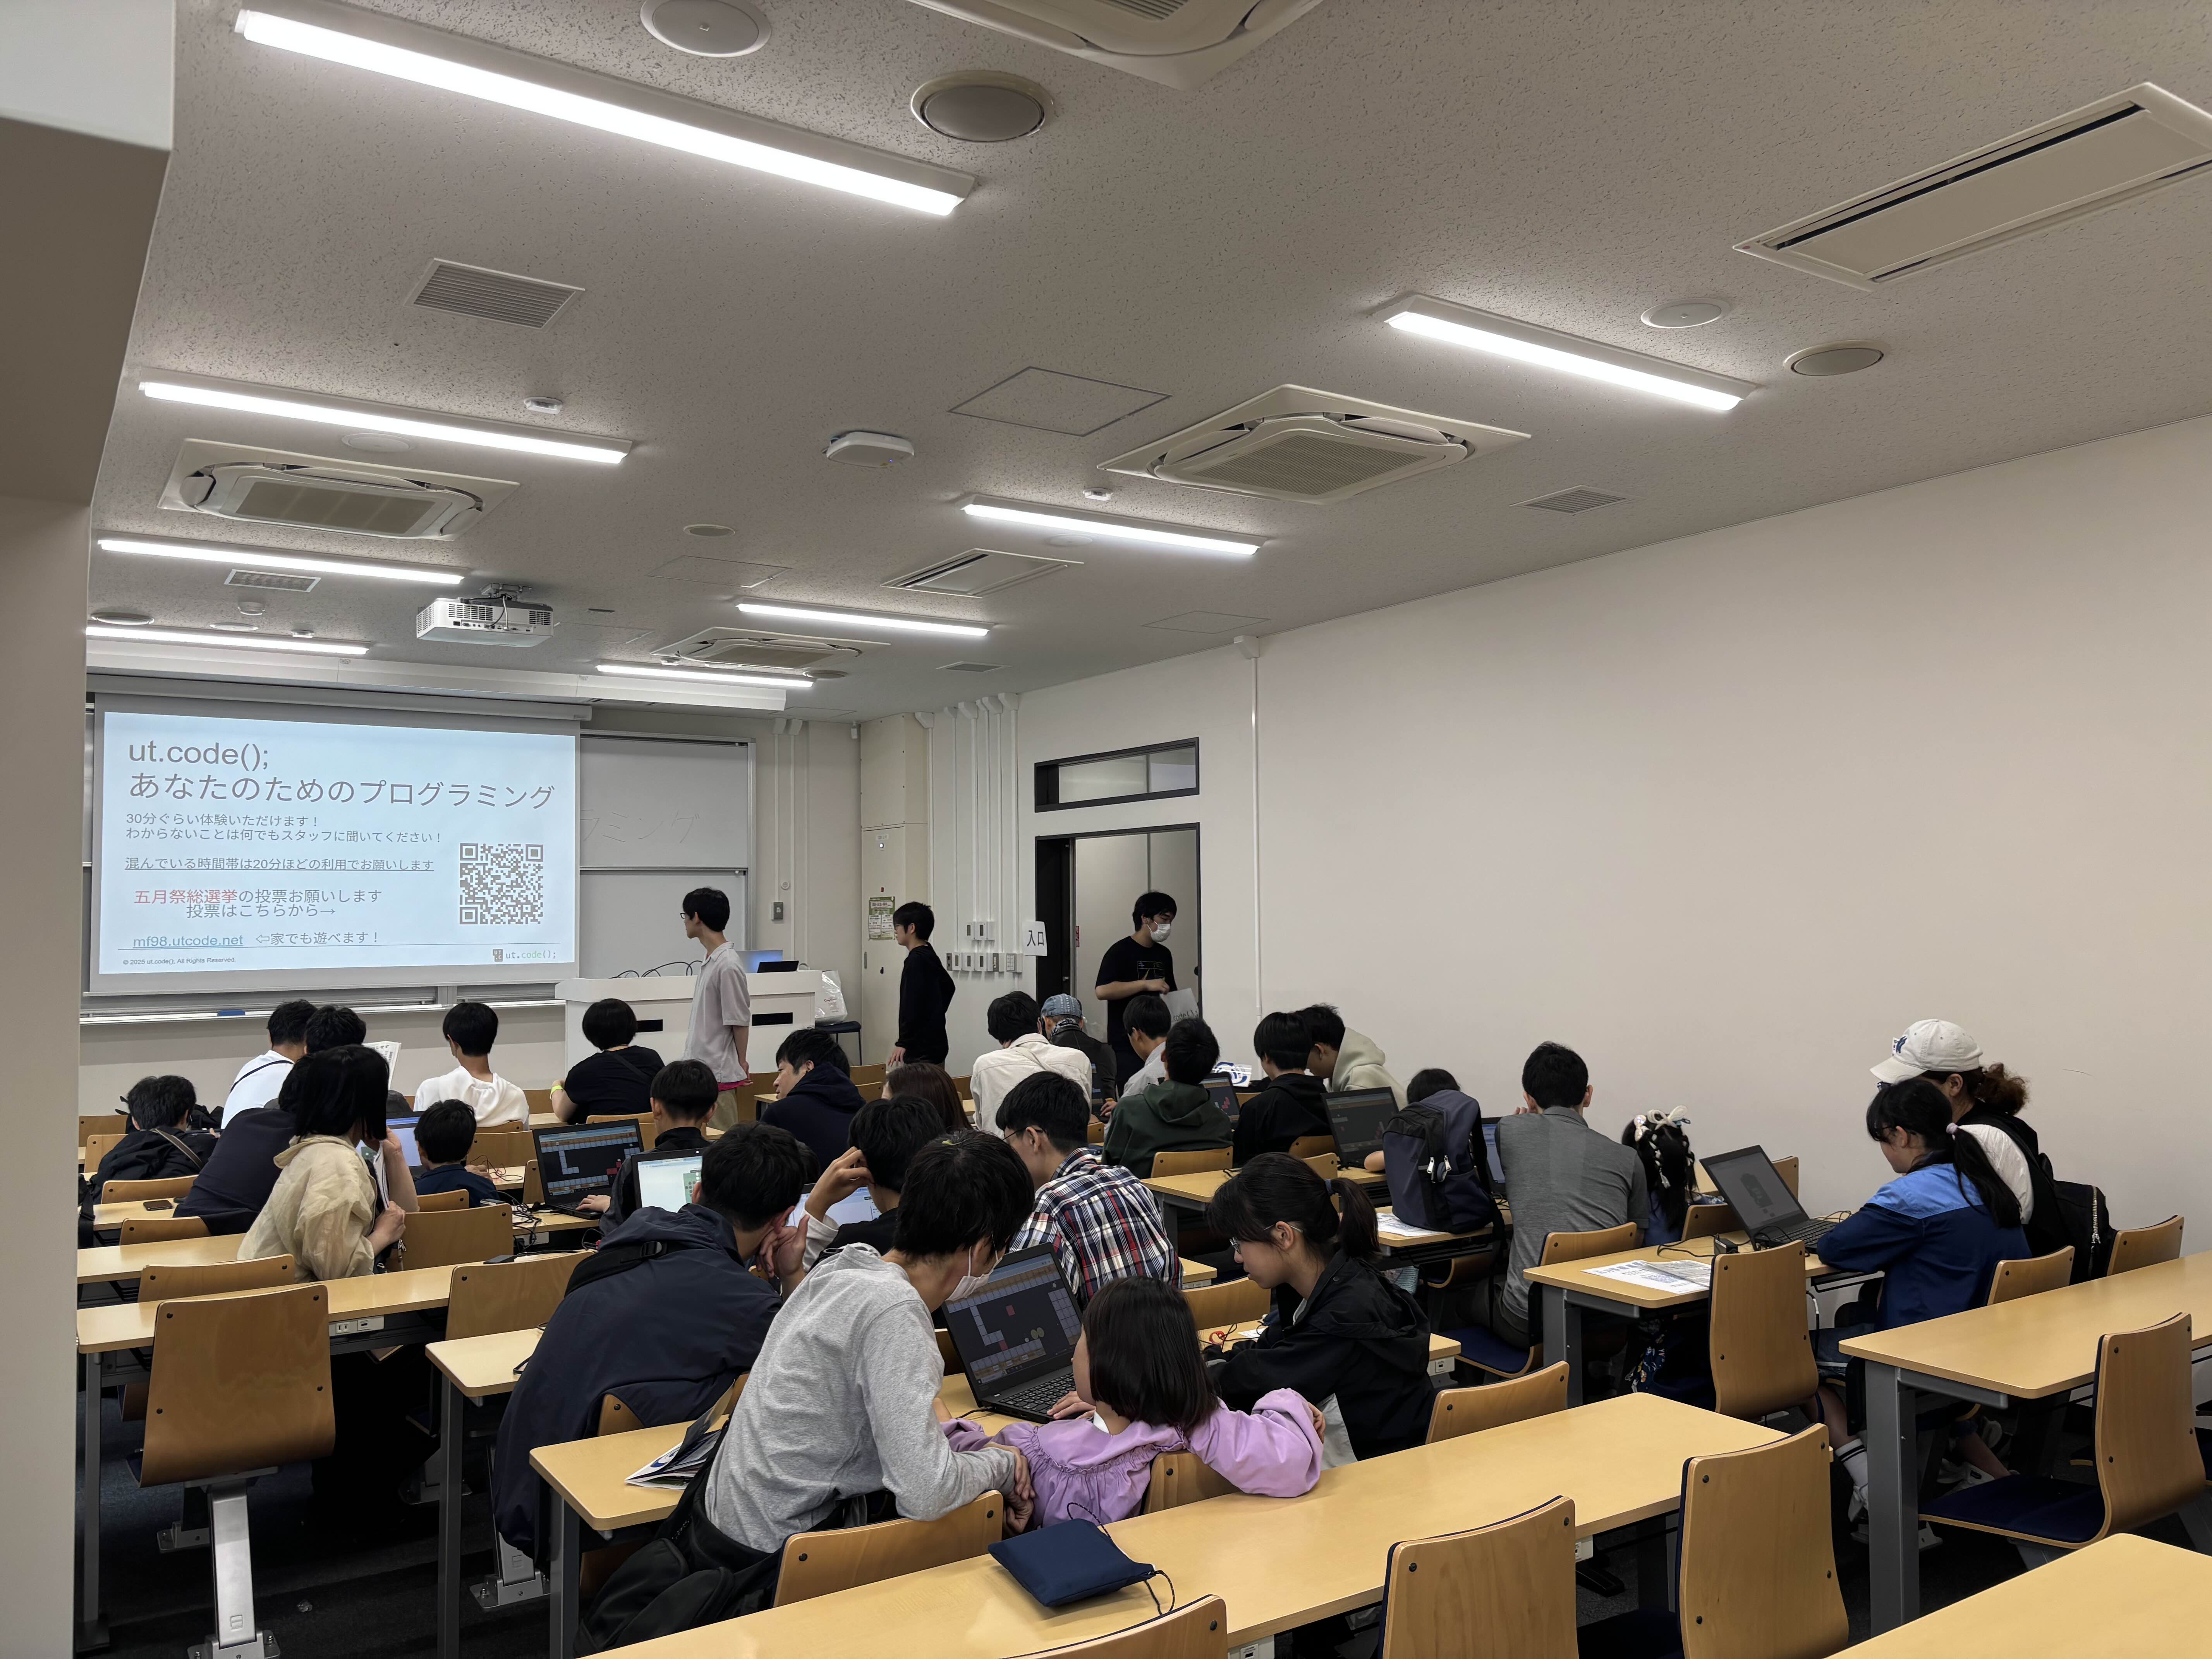 ut.code();
あなたのためのプログラミング
30分ぐらい体験いただけます！
わからないことは何でもスタッフに聞いてください！
混んでいる時間帯は20分ほどの利用でお願いします
五月祭総選挙の投票お願いします
投票はこちらから→
mf98.utcode.net ⇦家でも遊べます！
© 2025 ut.code(); All Rights Reserved.
ut.code();
ラミング
入口